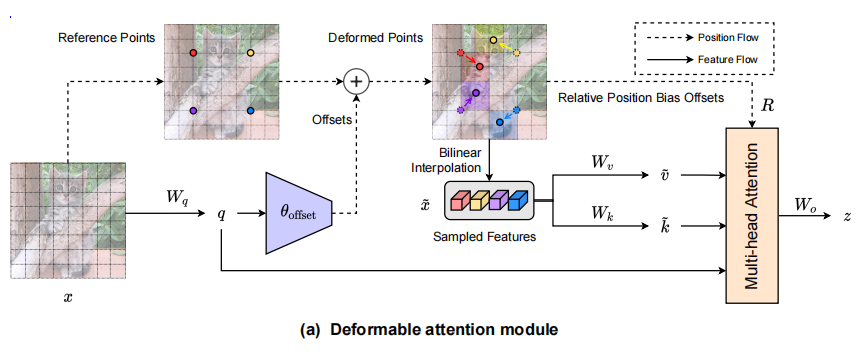 Reference Points
Deformed Points
Position Flow
Feature Flow
+
Offsets
Relative Position Bias Offsets
R
Bilinear
Interpolation
W_q
q
θ_offset
x̃
Sampled Features
W_v
ṽ
W_k
k̃
Multi-head Attention
W_o
z
x
(a) Deformable attention module